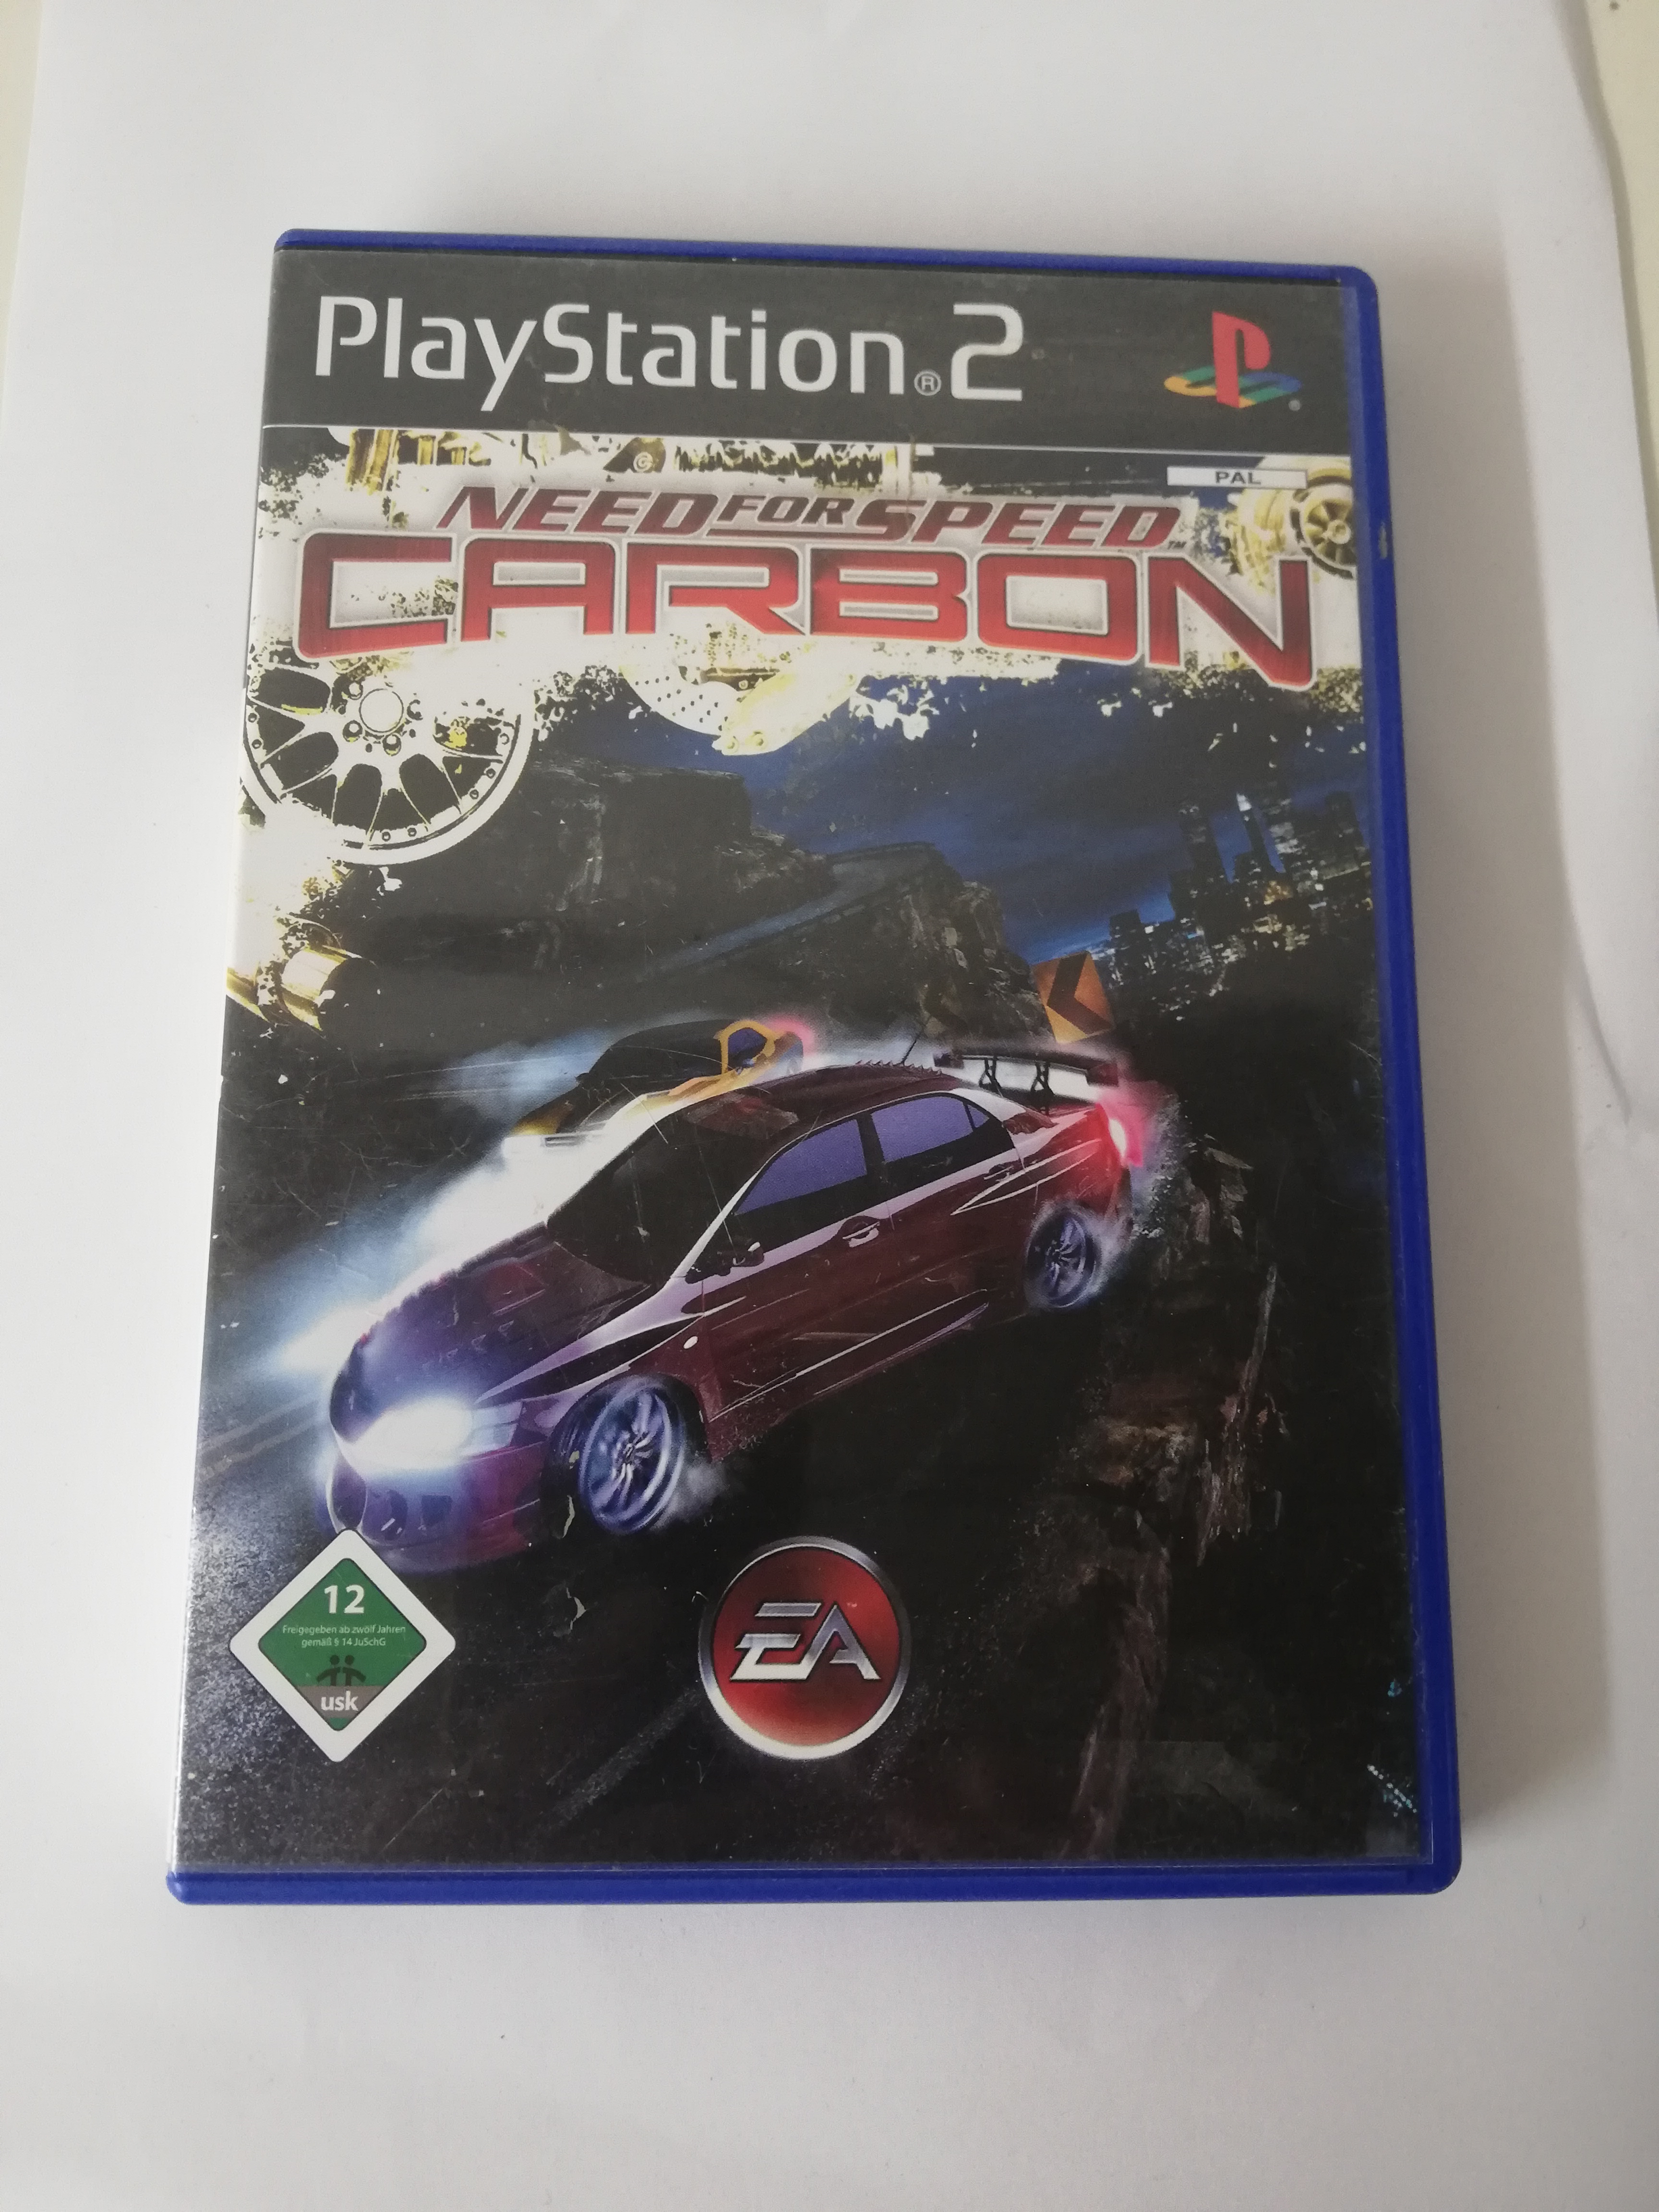 PlayStation®2
PAL
NEED FOR SPEED™
CARBON
12
Freigegeben ab zwölf Jahren
gemäß § 14 JuSchG
usk
EA